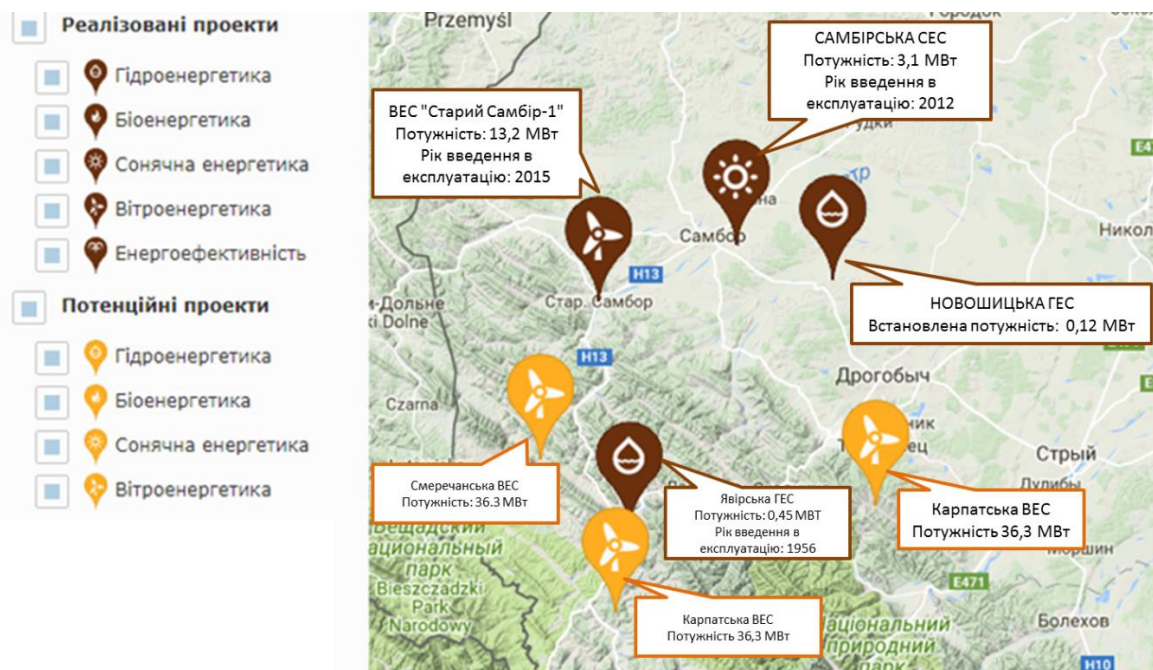 Реалізовані проекти
Гідроенергетика
Біоенергетика
Сонячна енергетика
Вітроенергетика
Енергоефективність
Потенційні проекти
Гідроенергетика
Біоенергетика
Сонячна енергетика
Вітроенергетика
Przemyśl
САМБІРСЬКА СЕС
Потужність: 3,1 МВт
Рік введення в
експлуатацію: 2012
ВЕС "Старий Самбір-1"
Потужність: 13,2 МВт
Рік введення в
експлуатацію: 2015
Самбор
H13
Стар. Самбор
НОВОШИЦЬКА ГЕС
Встановлена потужність: 0,12 МВт
H13
Дрогобыч
Czarna
Стрый
Смеречанська ВЕС
Потужність: 36.3 МВт
Явірська ГЕС
Потужність: 0,45 МВТ
Рік введення в
експлуатацію: 1956
Карпатська ВЕС
Потужність 36,3 МВт
Bieszczadzki
Park
Narodowy
E471
Болехов
Карпатська ВЕС
Потужність 36,3 МВт
H10